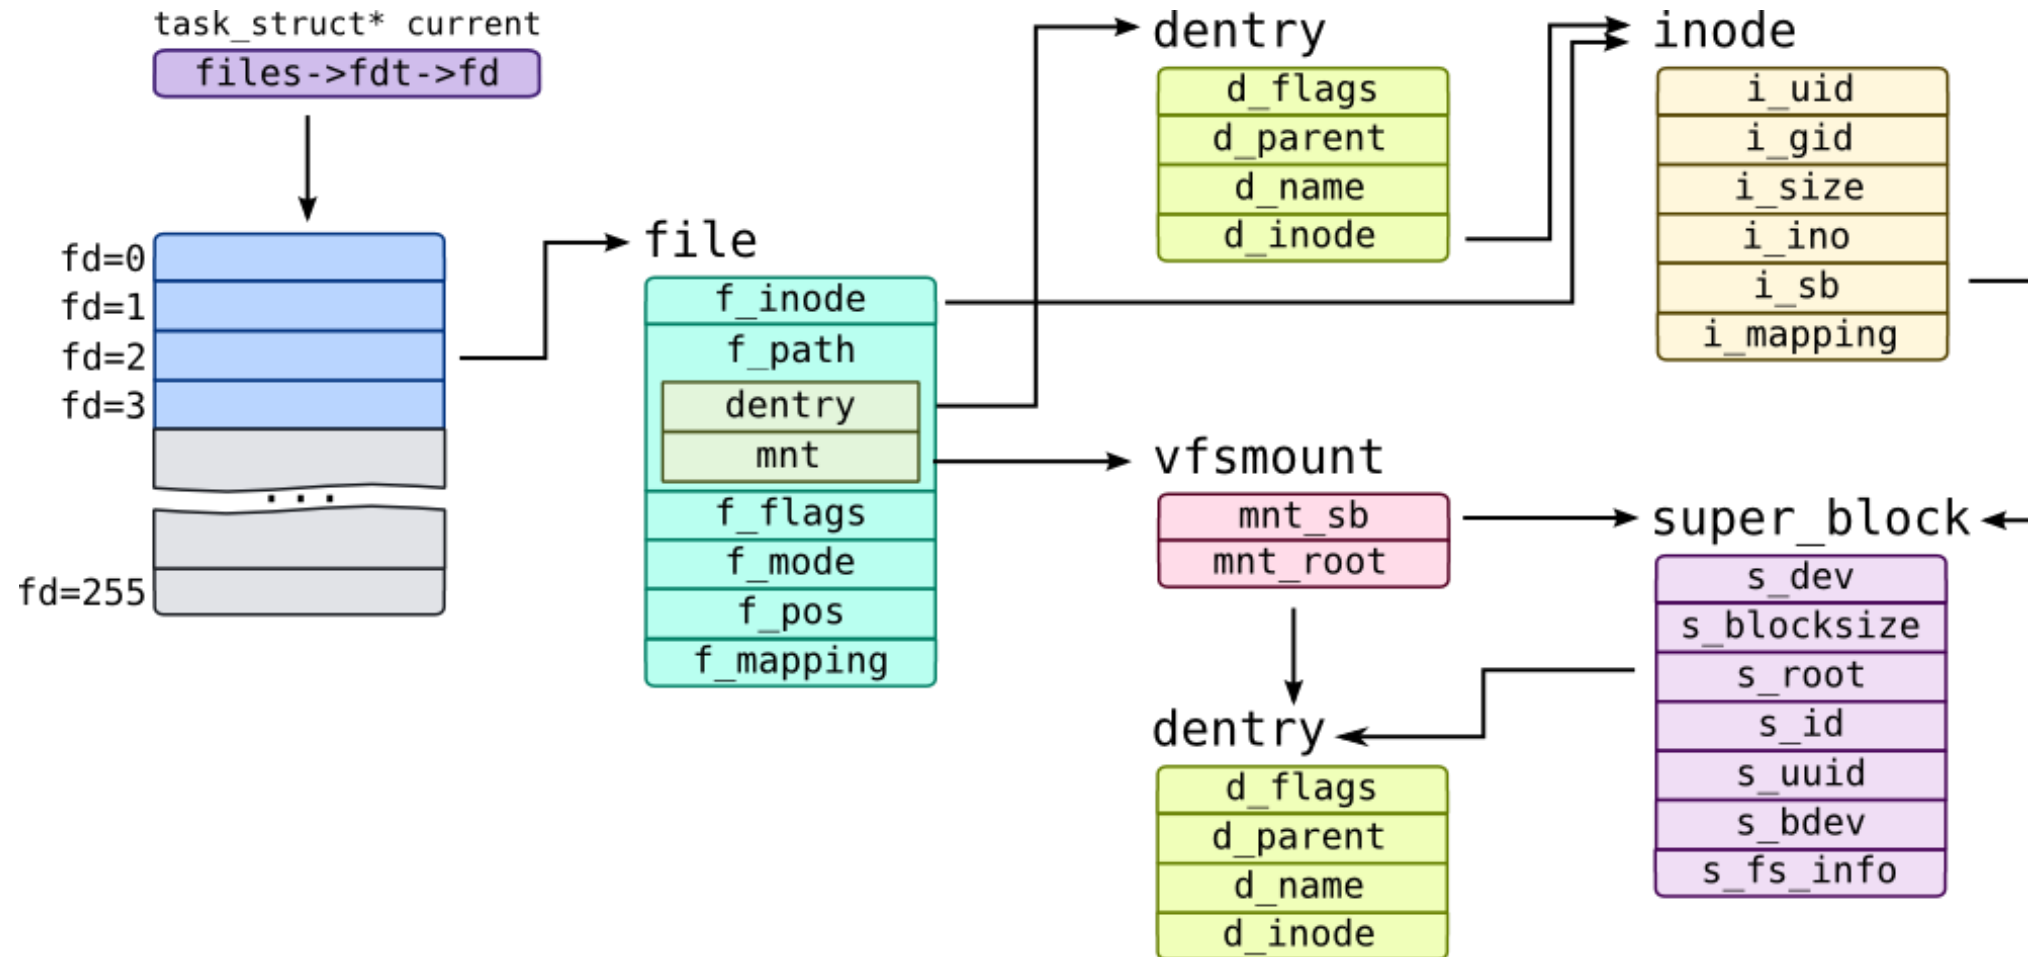 task_struct* current
files->fdt->fd
fd=0
fd=1
fd=2
fd=3
...
fd=255
file
f_inode
f_path
dentry
mnt
f_flags
f_mode
f_pos
f_mapping
dentry
d_flags
d_parent
d_name
d_inode
vfsmount
mnt_sb
mnt_root
dentry
d_flags
d_parent
d_name
d_inode
inode
i_uid
i_gid
i_size
i_ino
i_sb
i_mapping
super_block
s_dev
s_blocksize
s_root
s_id
s_uuid
s_bdev
s_fs_info